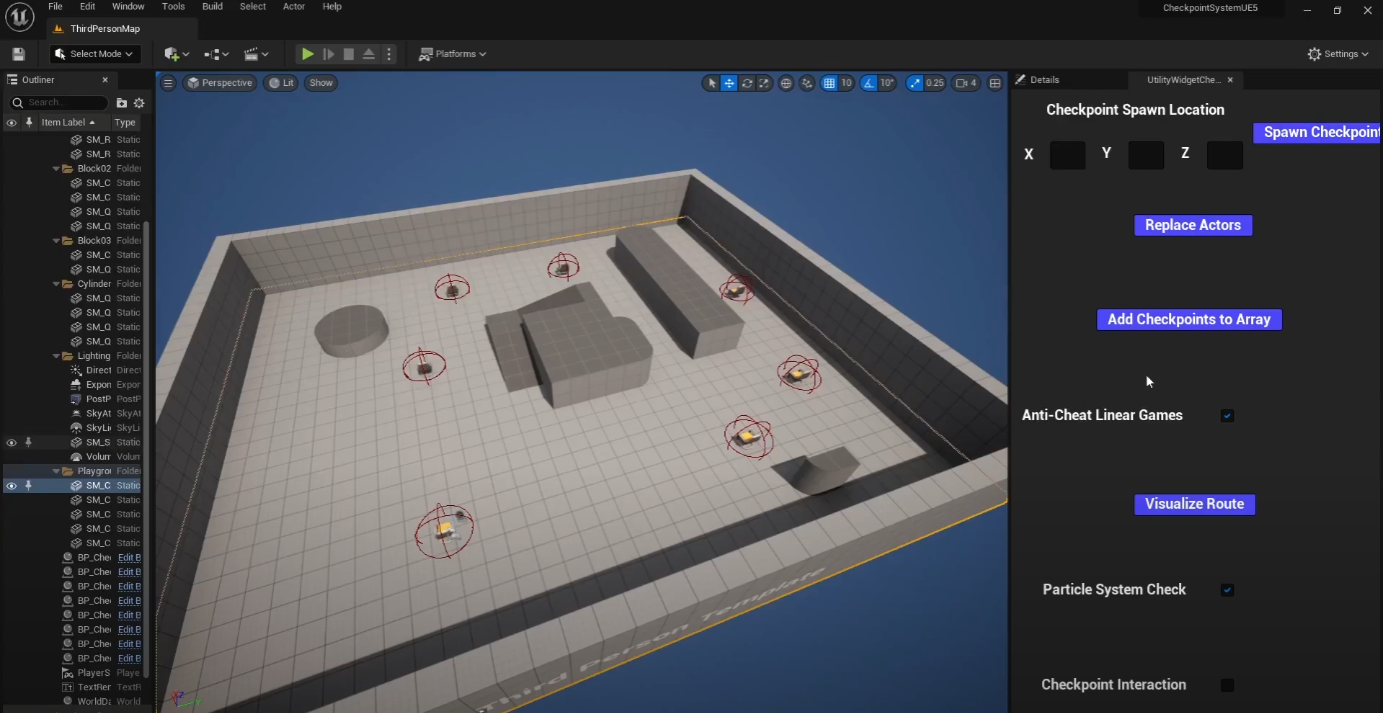 File Edit Window Tools Build Select Actor Help
CheckpointSystemUE5
ThirdPersonMap
Select Mode
Platforms
Settings
Outliner
Search...
Item Label Type
SM_R Static
SM_R Static
Block02 Folder
SM_C Static
SM_C Static
SM_Q Static
SM_Q Static
Block03 Folder
SM_C Static
SM_Q Static
Cylinder Folder
SM_Q Static
SM_Q Static
SM_Q Static
SM_Q Static
Lighting Folder
Direct Direct
Expon Expor
PostP PostP
SkyAt SkyAt
SkyLi SkyLi
SM_S Static
Volum Volum
Playgrou Folder
SM_C Static
SM_C Static
SM_C Static
SM_C Static
SM_C Static
BP_Che Edit B
BP_Che Edit B
BP_Che Edit B
BP_Che Edit B
BP_Che Edit B
BP_Che Edit B
BP_Che Edit B
BP_Che Edit B
PlayerS Playe
TextRen TextR
WorldDa World
Perspective Lit Show
10 10° 0.25 4
Third Person Template
Details UtilityWidgetChe...
Checkpoint Spawn Location
Spawn Checkpoint
X Y Z
Replace Actors
Add Checkpoints to Array
Anti-Cheat Linear Games
Visualize Route
Particle System Check
Checkpoint Interaction